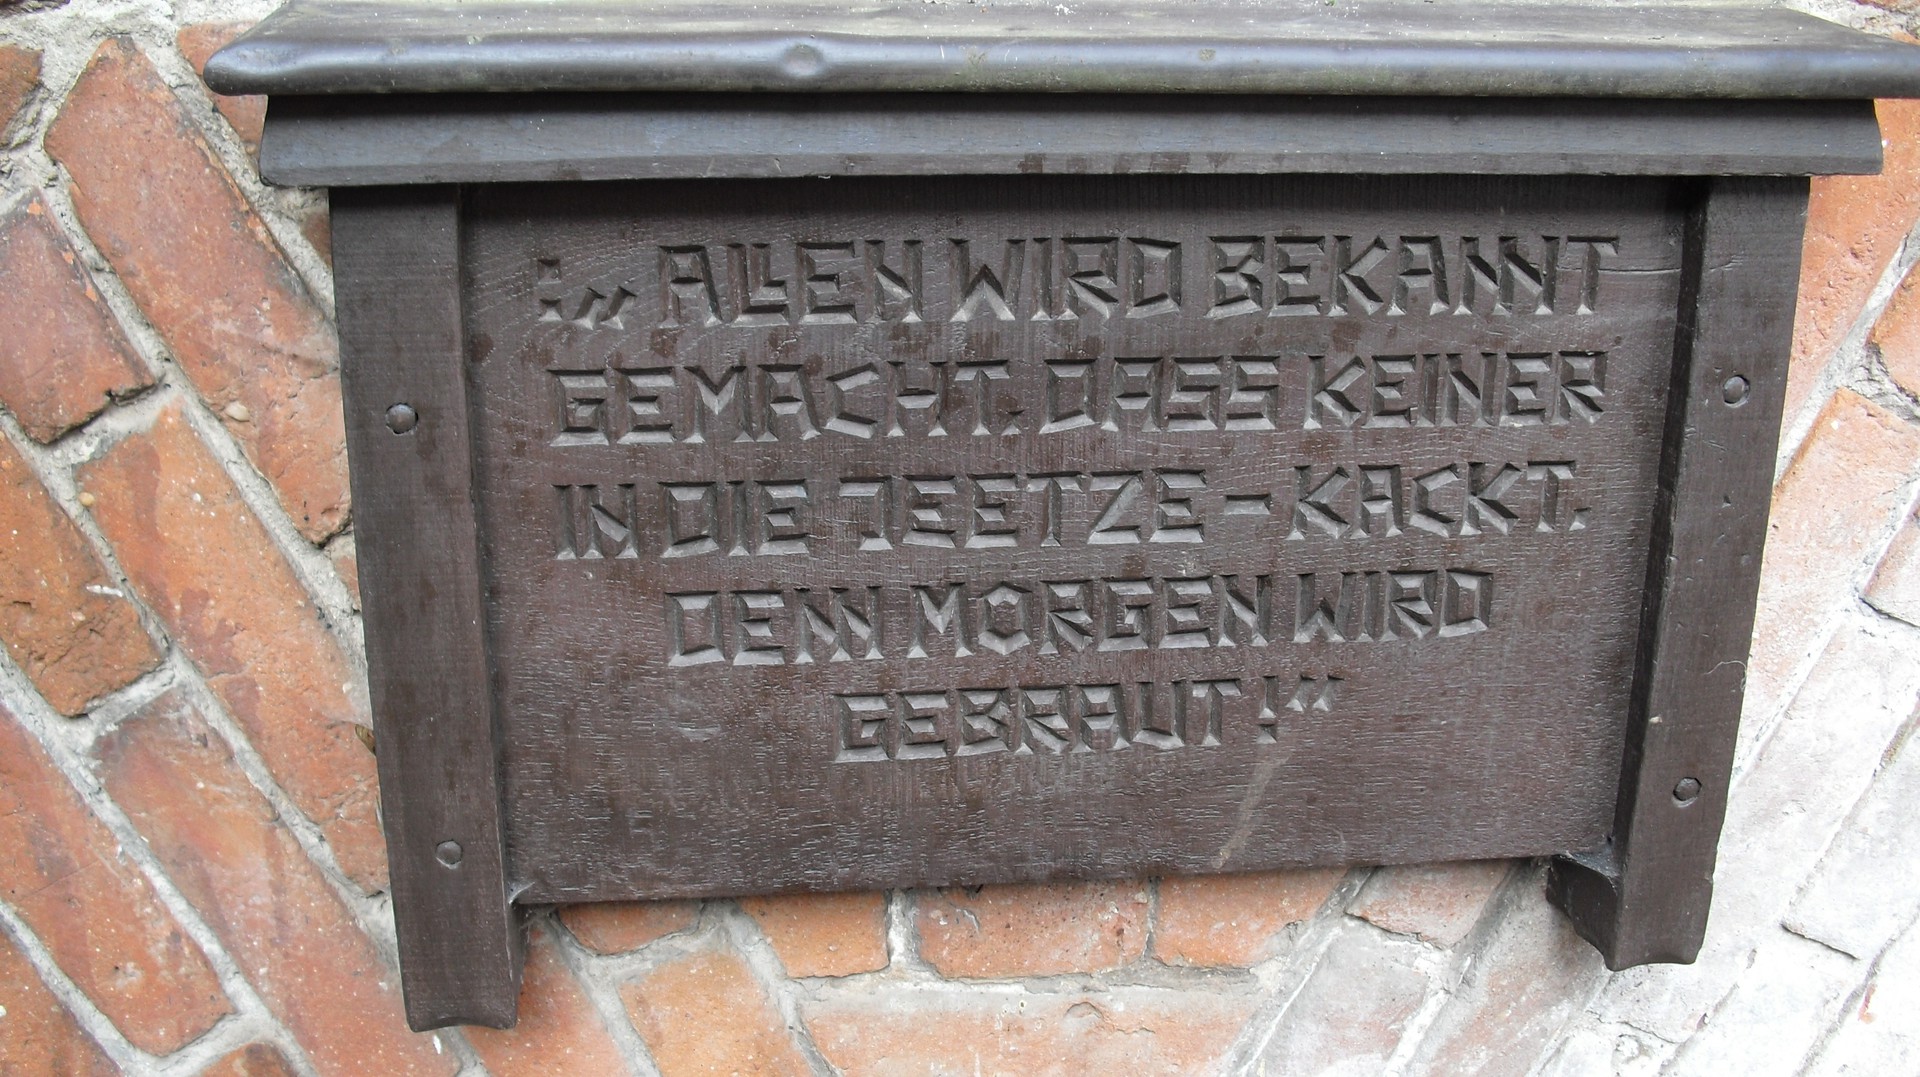 :„ALLEN WIRD BEKANNT
GEMACHT. DASS KEINER
IN DIE JEETZE - KACKT.
DENN MORGEN WIRD
GEBRAUT!“